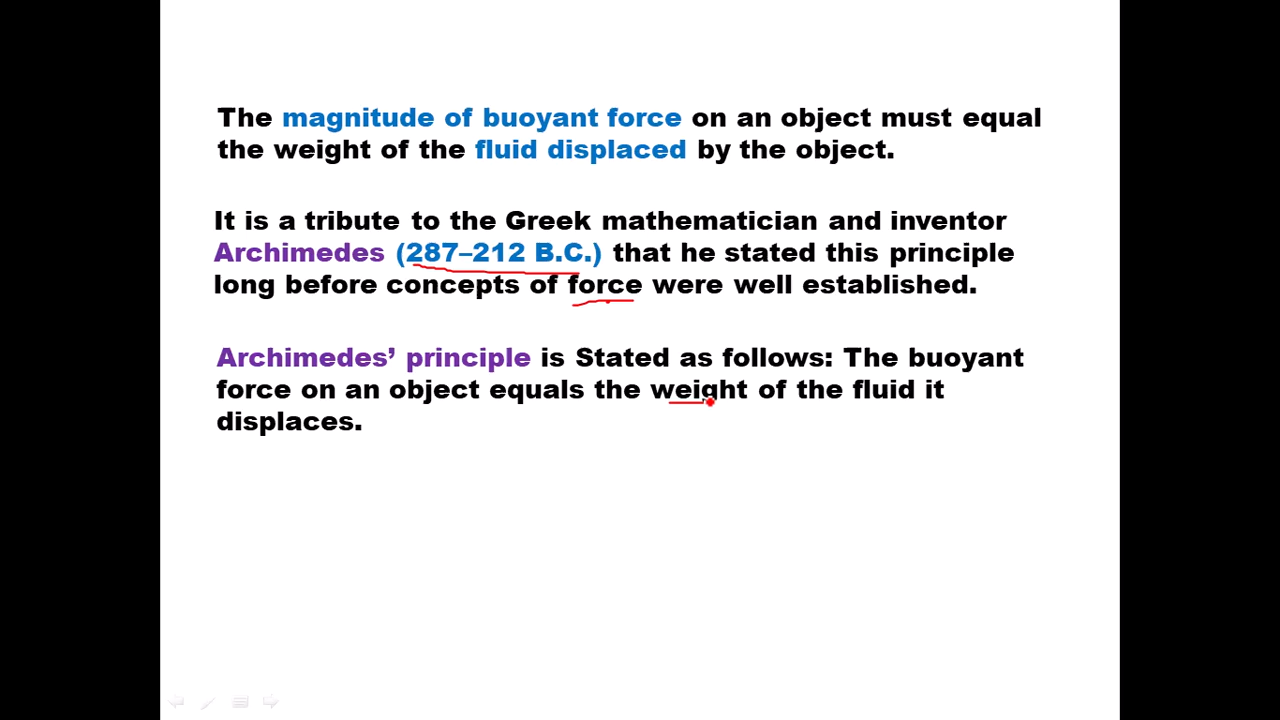 The magnitude of buoyant force on an object must equal
the weight of the fluid displaced by the object.
It is a tribute to the Greek mathematician and inventor
Archimedes (287–212 B.C.) that he stated this principle
long before concepts of force were well established.
Archimedes’ principle is Stated as follows: The buoyant
force on an object equals the weight of the fluid it
displaces.